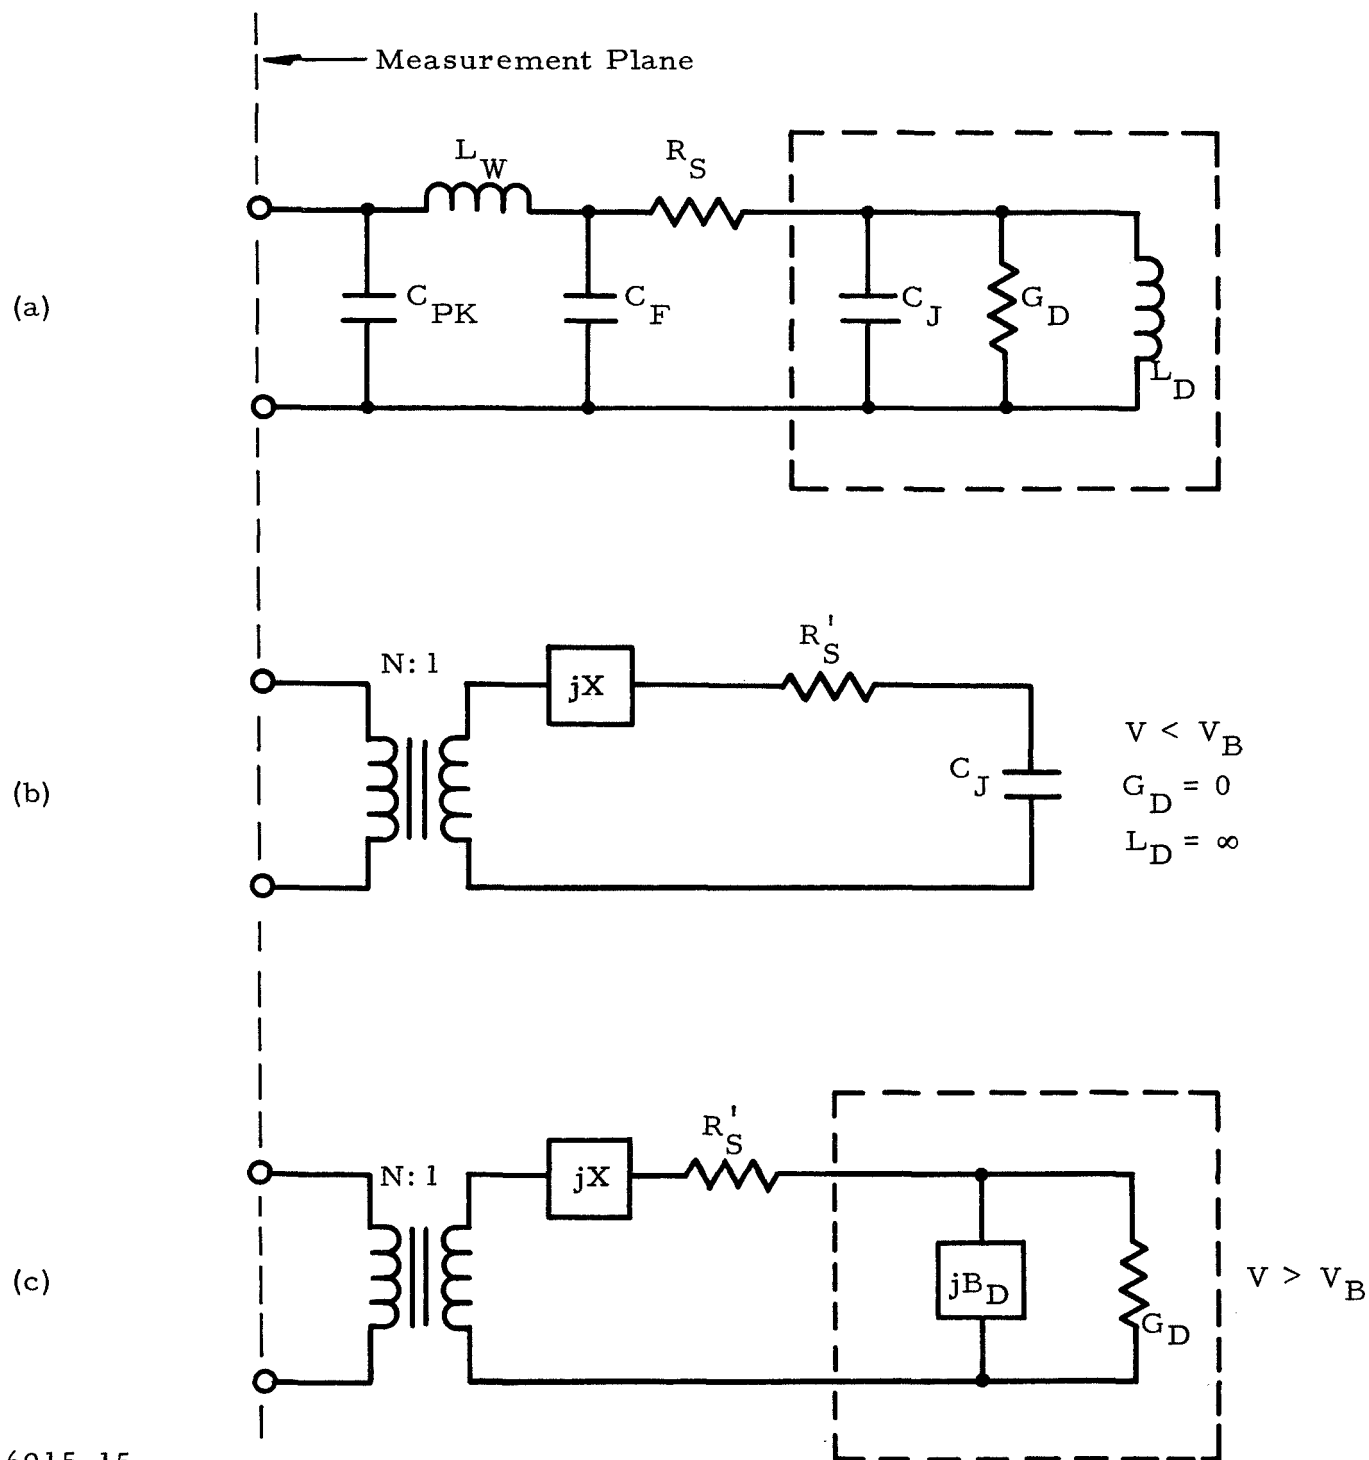 Measurement Plane
L_W
R_S
(a)
C_PK
C_F
C_J
G_D
L_D
N: 1
jX
R_S'
(b)
C_J
V < V_B
G_D = 0
L_D = ∞
N: 1
jX
R_S'
(c)
jB_D
G_D
V > V_B